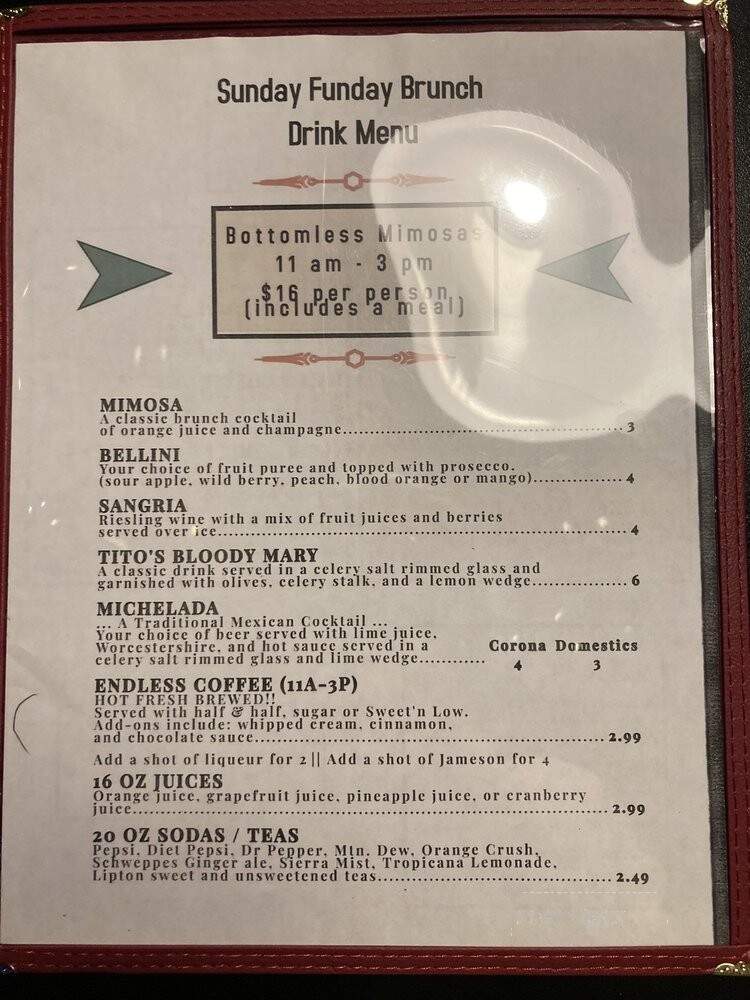 Sunday Funday Brunch
Drink Menu
Bottomless Mimosas
11 am - 3 pm
$16 per person
(includes a meal)
MIMOSA
A classic brunch cocktail
of orange juice and champagne........................................................3
BELLINI
Your choice of fruit puree and topped with prosecco.
(sour apple, wild berry, peach, blood orange or mango)................4
SANGRIA
Riesling wine with a mix of fruit juices and berries
served over ice................................................................................4
TITO'S BLOODY MARY
A classic drink served in a celery salt rimmed glass and
garnished with olives, celery stalk, and a lemon wedge.................6
MICHELADA
... A Traditional Mexican Cocktail ...
Your choice of beer served with lime juice,
Worcestershire, and hot sauce served in a Corona Domestics
celery salt rimmed glass and lime wedge............ 4 3
ENDLESS COFFEE (11A-3P)
HOT FRESH BREWED!!
Served with half & half, sugar or Sweet'n Low.
Add-ons include: whipped cream, cinnamon,
and chocolate sauce..................................................................2.99
Add a shot of liqueur for 2 || Add a shot of Jameson for 4
16 OZ JUICES
Orange juice, grapefruit juice, pineapple juice, or cranberry
juice...........................................................................................2.99
20 OZ SODAS / TEAS
Pepsi, Diet Pepsi, Dr Pepper, Mtn. Dew, Orange Crush,
Schweppes Ginger ale, Sierra Mist, Tropicana Lemonade,
Lipton sweet and unsweetened teas............................................2.49